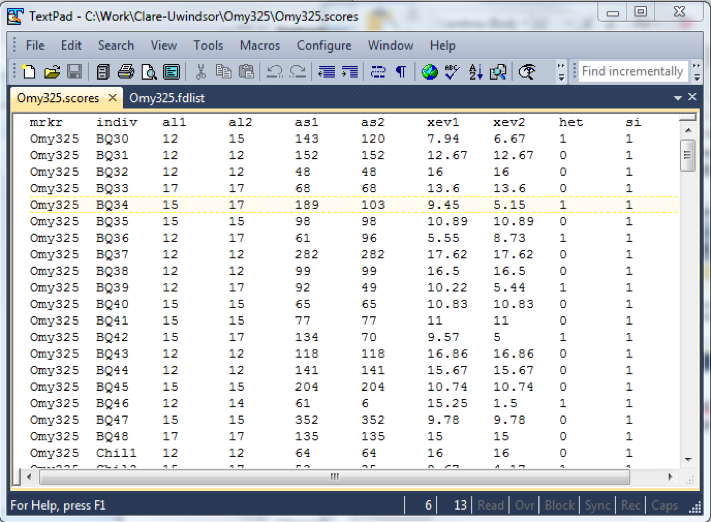 TextPad - C:\Work\Clare-Uwindsor\Omy325\Omy325.scores
File Edit Search View Tools Macros Configure Window Help
Find incrementally
Omy325.scores Omy325.fdlist
mrkr indiv al1 al2 as1 as2 xev1 xev2 het si
Omy325 BQ30 12 15 143 120 7.94 6.67 1 1
Omy325 BQ31 12 12 152 152 12.67 12.67 0 1
Omy325 BQ32 12 12 48 48 16 16 0 1
Omy325 BQ33 17 17 68 68 13.6 13.6 0 1
Omy325 BQ34 15 17 189 103 9.45 5.15 1 1
Omy325 BQ35 15 15 98 98 10.89 10.89 0 1
Omy325 BQ36 12 17 61 96 5.55 8.73 1 1
Omy325 BQ37 12 12 282 282 17.62 17.62 0 1
Omy325 BQ38 12 12 99 99 16.5 16.5 0 1
Omy325 BQ39 12 17 92 49 10.22 5.44 1 1
Omy325 BQ40 15 15 65 65 10.83 10.83 0 1
Omy325 BQ41 15 15 77 77 11 11 0 1
Omy325 BQ42 15 17 134 70 9.57 5 1 1
Omy325 BQ43 12 12 118 118 16.86 16.86 0 1
Omy325 BQ44 12 12 141 141 15.67 15.67 0 1
Omy325 BQ45 15 15 204 204 10.74 10.74 0 1
Omy325 BQ46 12 14 61 6 15.25 1.5 1 1
Omy325 BQ47 15 15 352 352 9.78 9.78 0 1
Omy325 BQ48 17 17 135 135 15 15 0 1
Omy325 Chill1 12 12 64 64 16 16 0 1
For Help, press F1 6 13 Read Ovr Block Sync Rec Caps